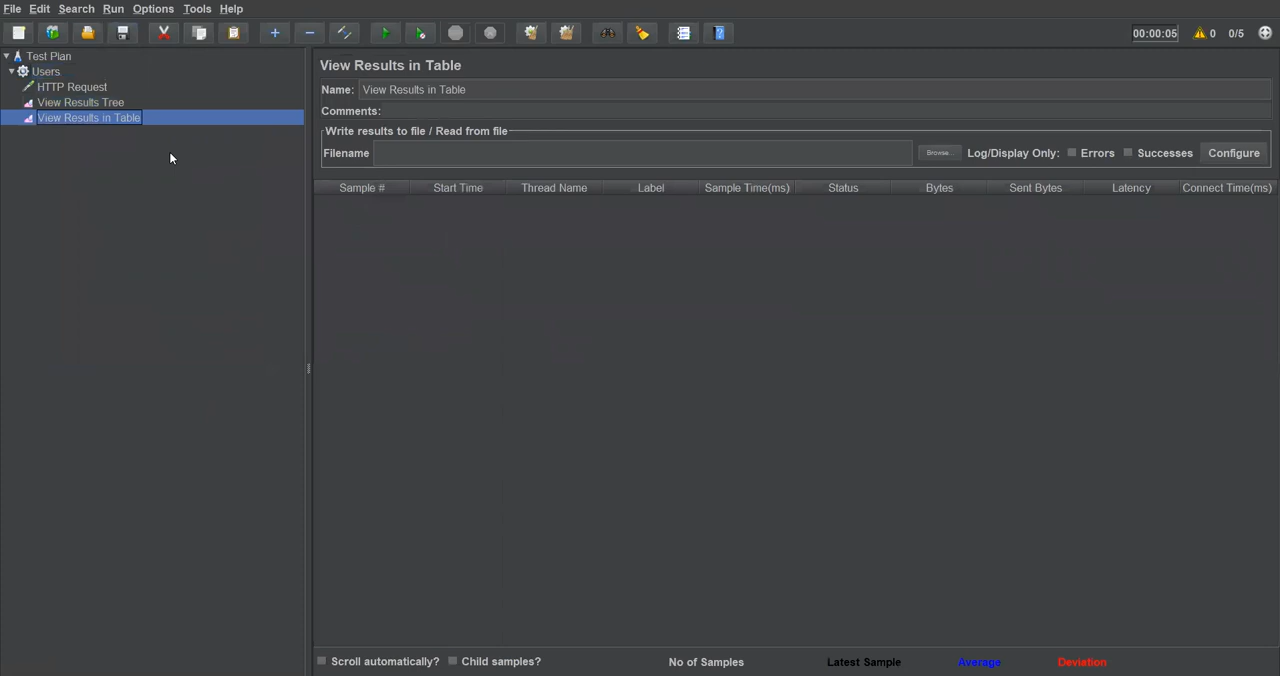 File Edit Search Run Options Tools Help
00:00:05 0 0/5
Test Plan
Users
HTTP Request
View Results Tree
View Results in Table
View Results in Table
Name: View Results in Table
Comments:
Write results to file / Read from file
Filename Browse... Log/Display Only: Errors Successes Configure
Sample # Start Time Thread Name Label Sample Time(ms) Status Bytes Sent Bytes Latency Connect Time(ms)
Scroll automatically? Child samples? No of Samples Latest Sample Average Deviation